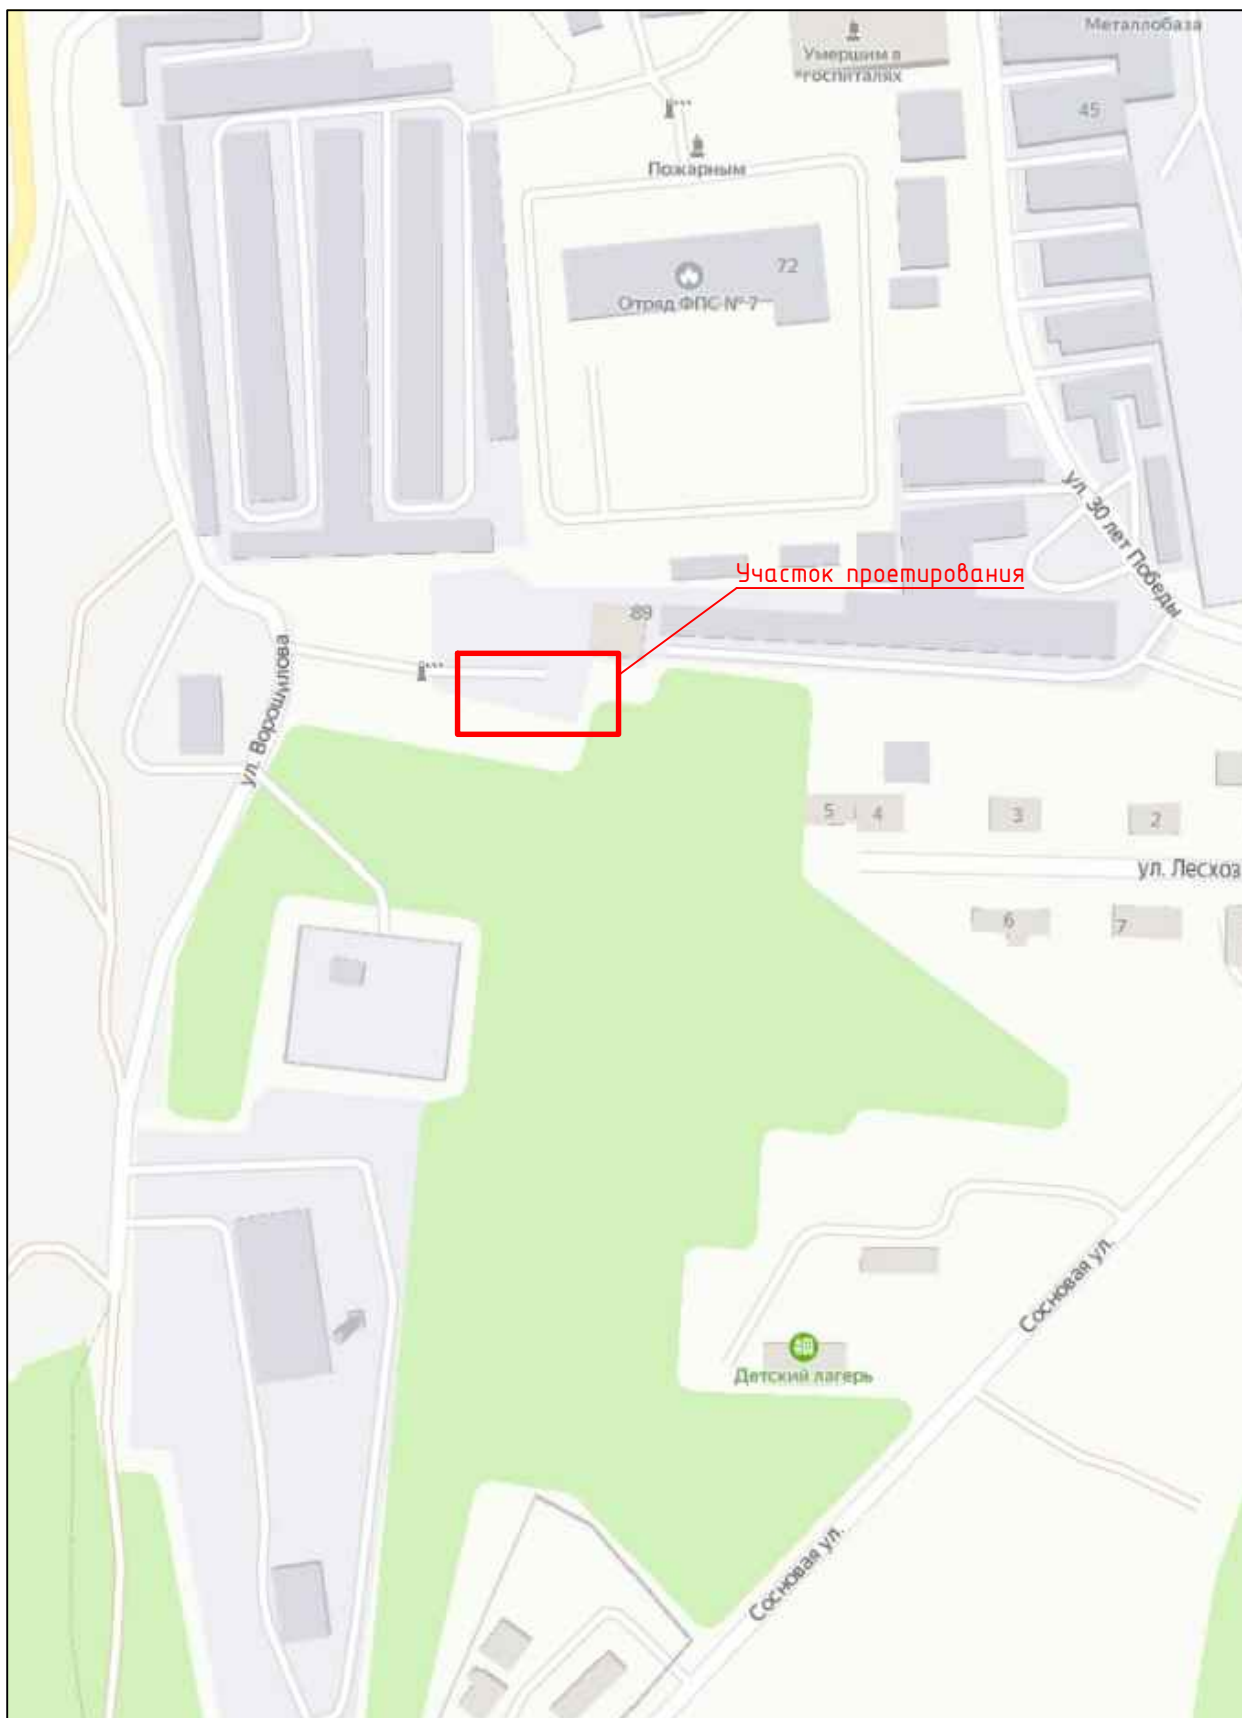 Металлобаза
Умершим в
госпиталях
45
Пожарным
72
Отряд ФПС № 7
ул. 30 лет Победы
Участок проетирования
89
ул. Ворошилова
5
4
3
2
ул. Лесхоз
6
7
Сосновая ул.
Детский лагерь
Сосновая ул.